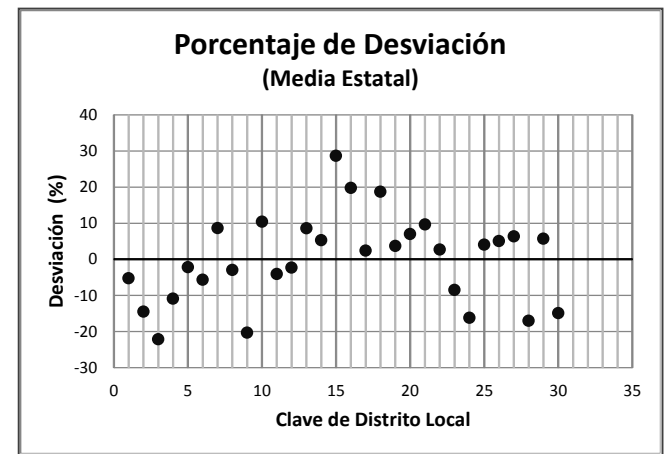 Porcentaje de Desviación
(Media Estatal)
40
30
20
10
0
-10
-20
-30
Desviación (%)
0 5 10 15 20 25 30 35
Clave de Distrito Local